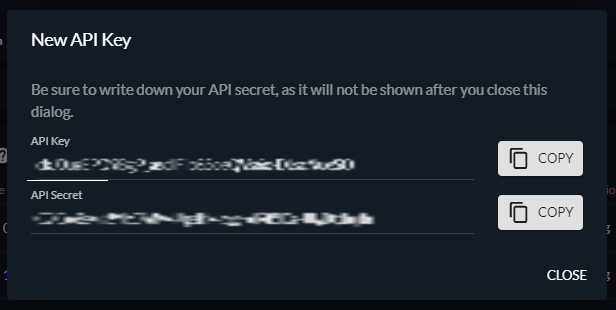 New API Key
Be sure to write down your API secret, as it will not be shown after you close this
dialog.
API Key
COPY
API Secret
COPY
CLOSE